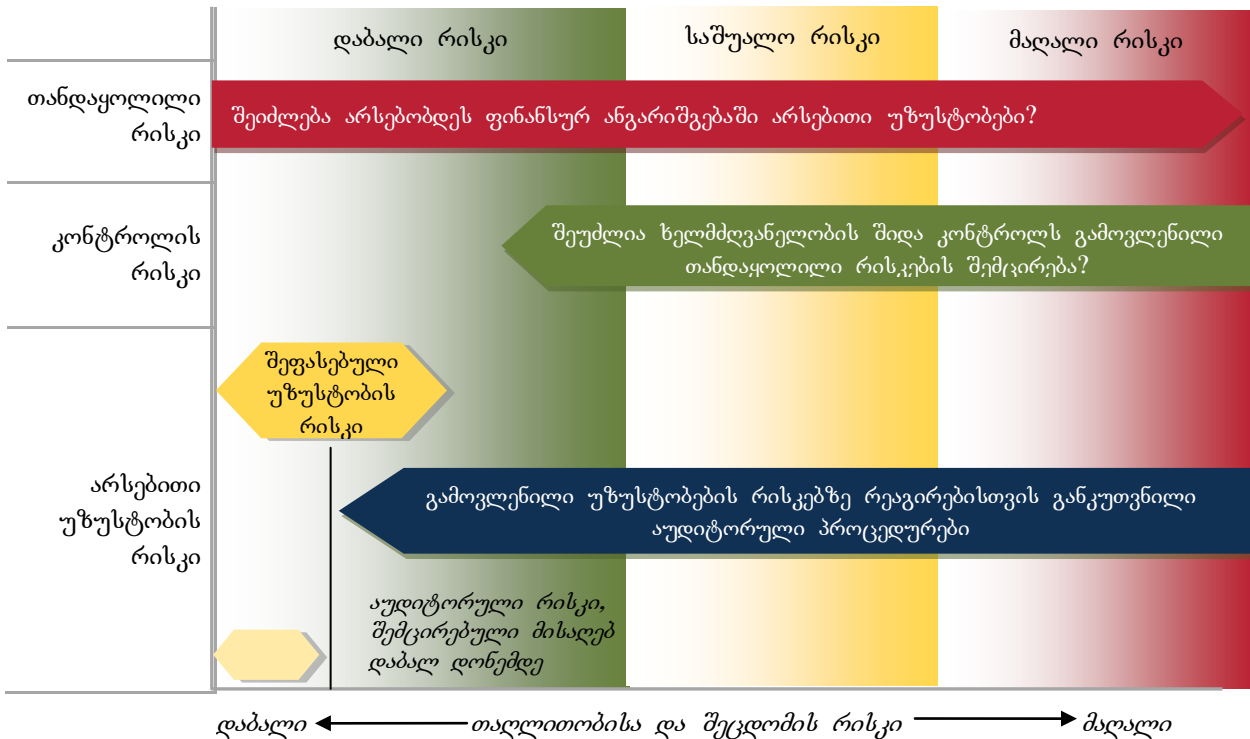 დაბალი რისკი
საშუალო რისკი
მაღალი რისკი
თანდაყოლილი
რისკი
შეიძლება არსებობდეს ფინანსურ ანგარიშგებაში არსებითი უზუსტობები?
კონტროლის
რისკი
შეუძლია ხელმძღვანელობის შიდა კონტროლს გამოვლენილი
თანდაყოლილი რისკების შემცირება?
შეფასებული
უზუსტობის
რისკი
არსებითი
უზუსტობის
რისკი
გამოვლენილი უზუსტობების რისკებზე რეაგირებისთვის განკუთვნილი
აუდიტორული პროცედურები
აუდიტორული რისკი,
შემცირებული მისაღებ
დაბალ დონემდე
დაბალი
თაღლითობისა და შეცდომის რისკი
მაღალი